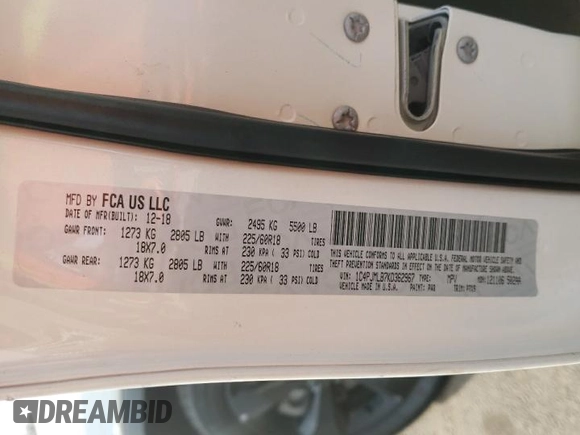 MFD BY FCA US LLC
DATE OF MFR(BUILT): 12-18 GVWR: 2495 KG 5500 LB
GAWR FRONT: 1273 KG 2805 LB WITH 225/60R18 TIRES
18X7.0 RIMS AT 230 KPA ( 33 PSI) COLD
GAWR REAR: 1273 KG 2805 LB WITH 225/60R18 TIRES
18X7.0 RIMS AT 230 KPA ( 33 PSI) COLD
THIS VEHICLE CONFORMS TO ALL APPLICABLE U.S.A. FEDERAL MOTOR VEHICLE SAFETY AND
THEFT PREVENTION STANDARDS IN EFFECT ON THE DATE OF MANUFACTURE SHOWN ABOVE.
VIN: 1C4PJMLB7KD362967 TYPE: MPV
VEHICLE MADE IN U.S.A. PAINT: TRIM:
DREAMBID